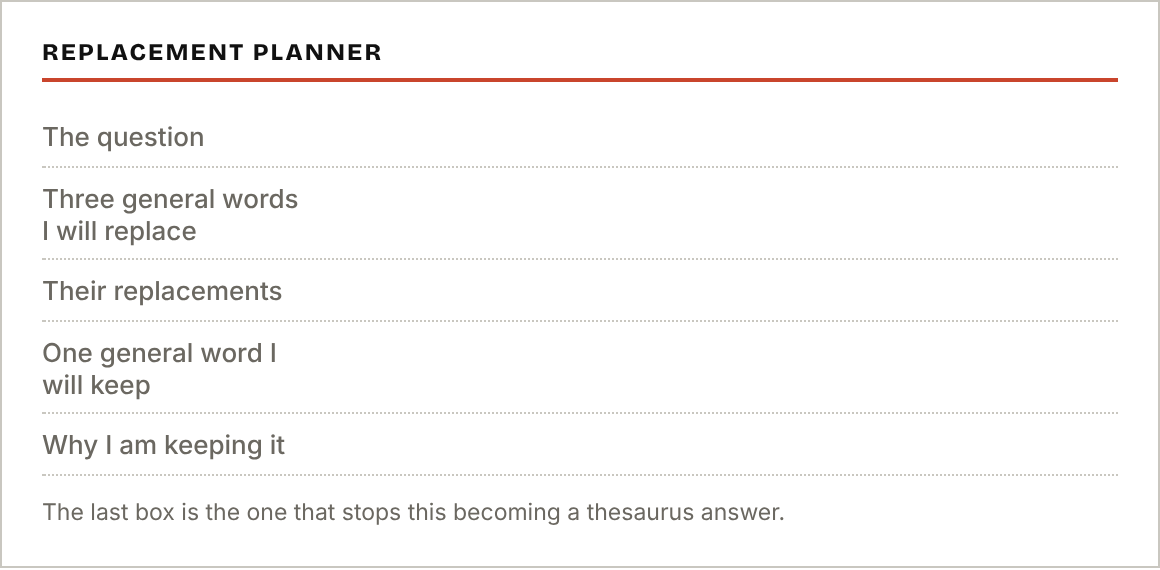 REPLACEMENT PLANNER
The question
Three general words
I will replace
Their replacements
One general word I
will keep
Why I am keeping it
The last box is the one that stops this becoming a thesaurus answer.